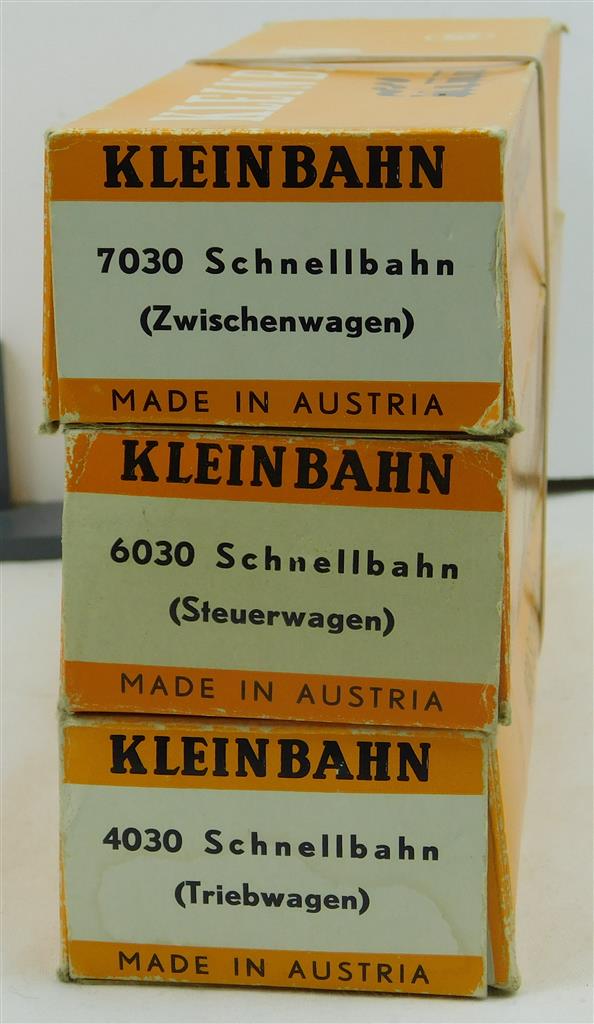 KLEINBAHN
7030 Schnellbahn
(Zwischenwagen)
MADE IN AUSTRIA
KLEINBAHN
6030 Schnellbahn
(Steuerwagen)
MADE IN AUSTRIA
KLEINBAHN
4030 Schnellbahn
(Triebwagen)
MADE IN AUSTRIA